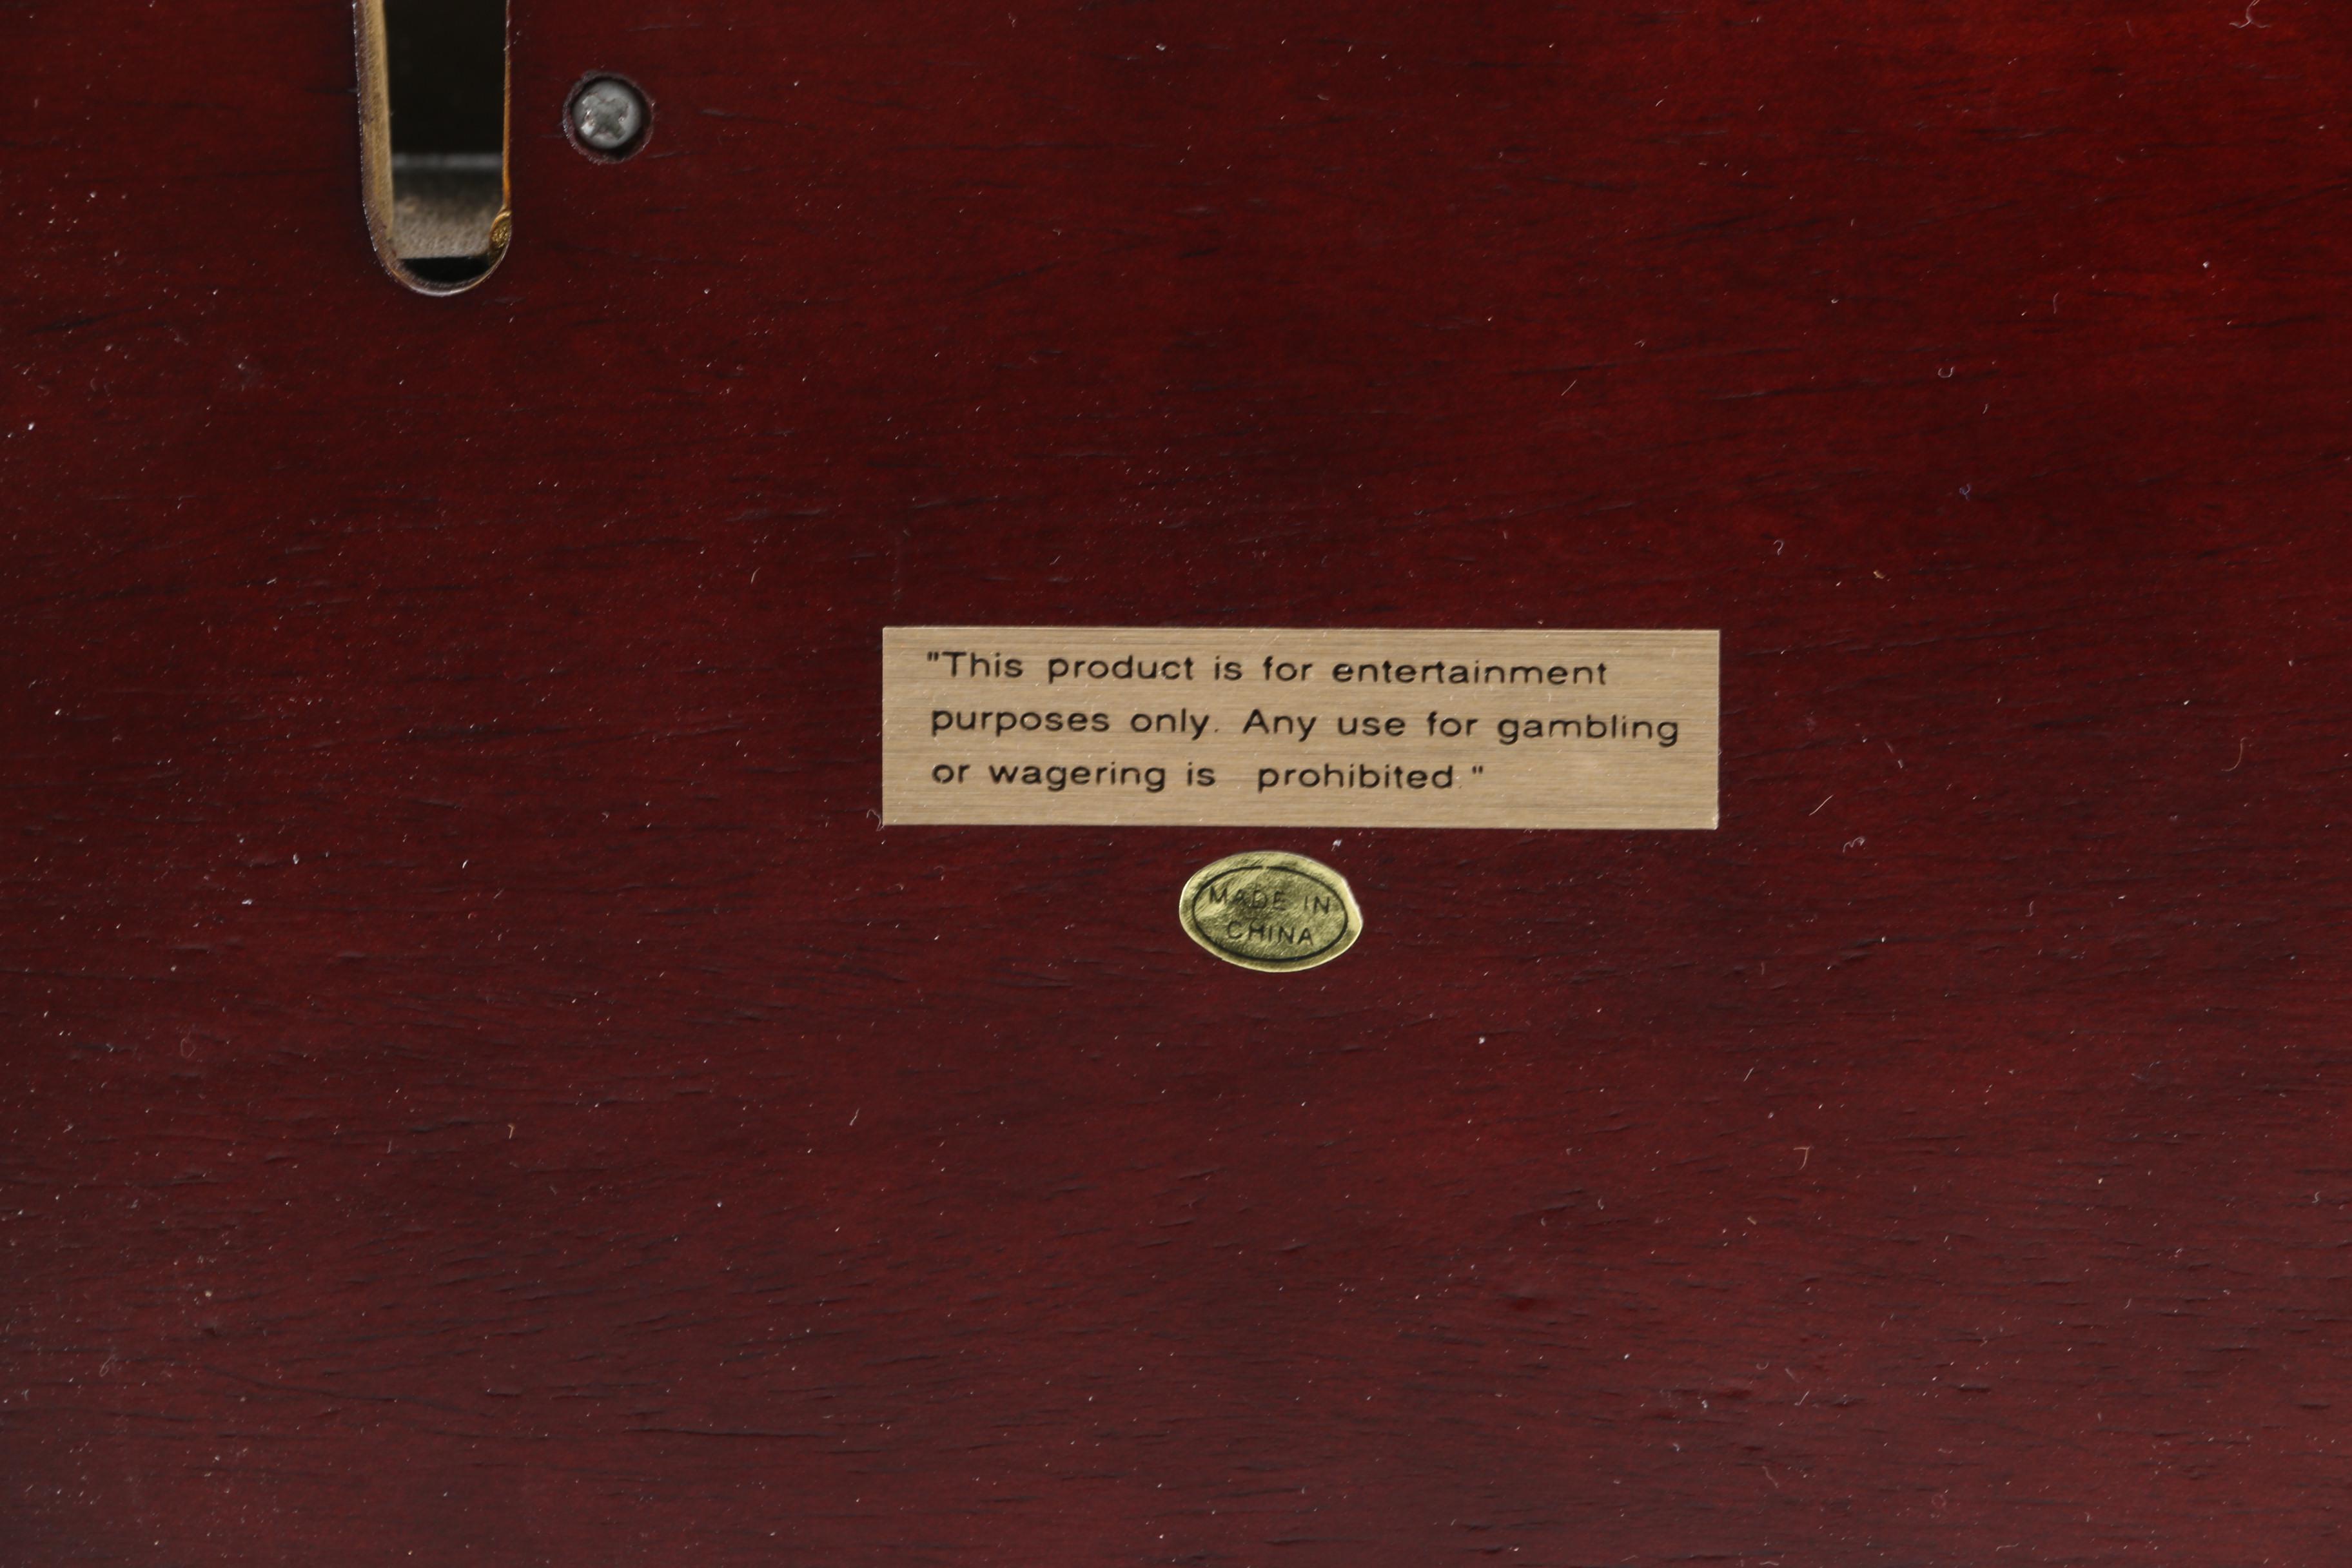 "This product is for entertainment
purposes only. Any use for gambling
or wagering is prohibited."
MADE IN
CHINA